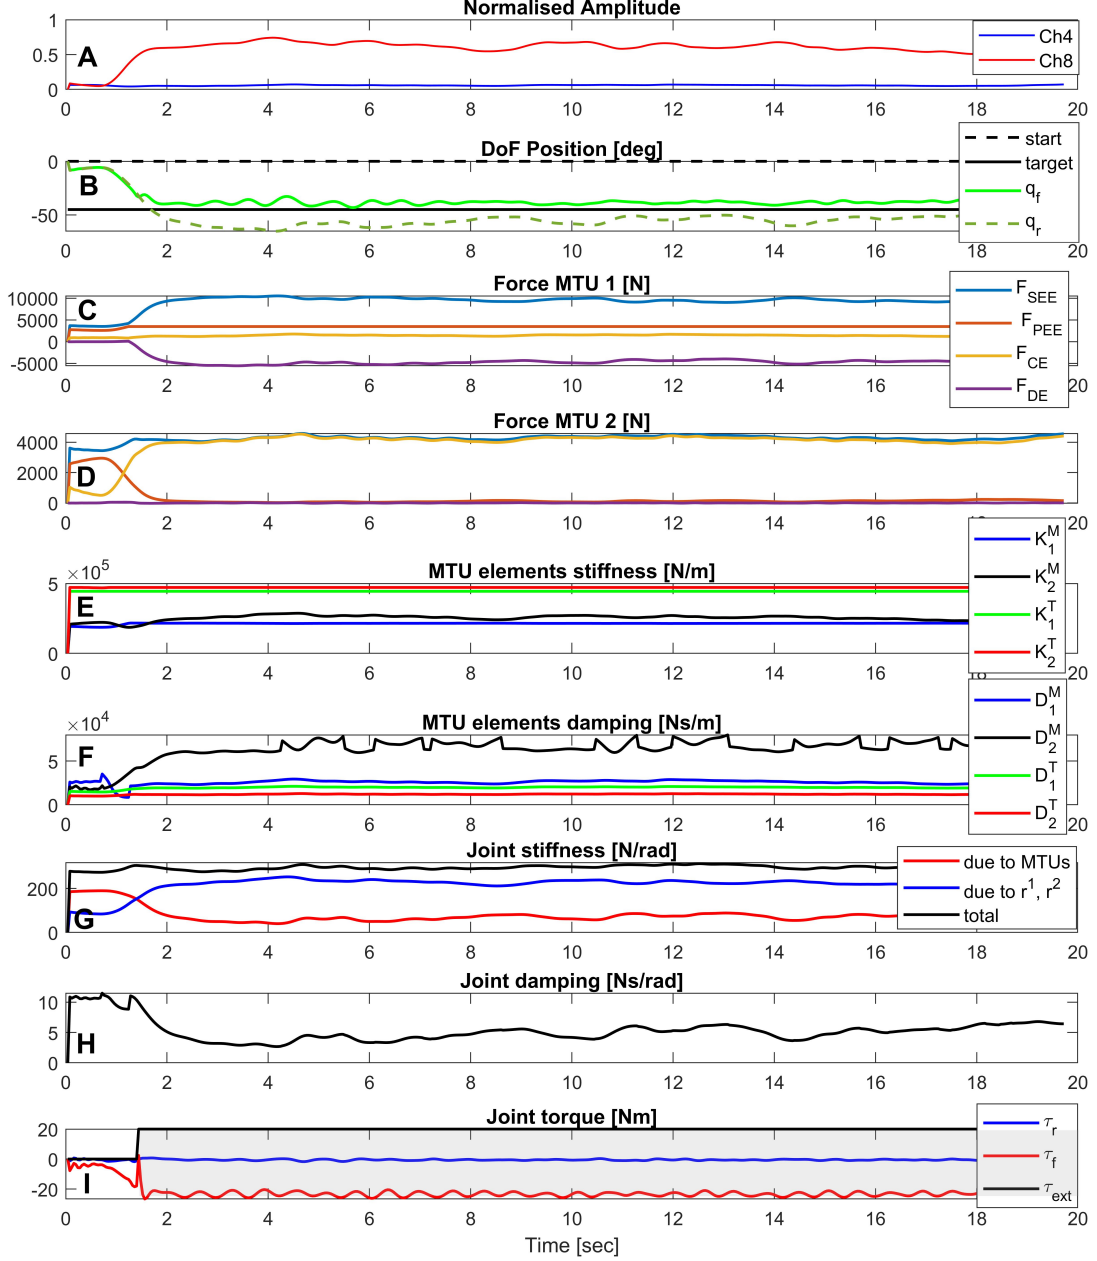 Normalised Amplitude
1
0.5
0
A
Ch4
Ch8
0 2 4 6 8 10 12 14 16 18 20
DoF Position [deg]
0
-50
B
start
target
q_f
q_r
0 2 4 6 8 10 12 14 16 20
Force MTU 1 [N]
10000
5000
0
-5000
C
F_SEE
F_PEE
F_CE
F_DE
0 2 4 6 8 10 12 14 16 20
Force MTU 2 [N]
4000
2000
0
D
0 2 4 6 8 10 12 14 16 18 20
×10^5
MTU elements stiffness [N/m]
5
0
E
K_1^M
K_2^M
K_1^T
K_2^T
0 2 4 6 8 10 12 14 16 18 20
×10^4
MTU elements damping [Ns/m]
5
0
F
D_1^M
D_2^M
D_1^T
D_2^T
0 2 4 6 8 10 12 14 16 20
Joint stiffness [N/rad]
200
0
G
due to MTUs
due to r^1, r^2
total
0 2 4 6 8 10 12 14 16 18 20
Joint damping [Ns/rad]
10
5
0
H
0 2 4 6 8 10 12 14 16 18 20
Joint torque [Nm]
20
0
-20
I
τ_r
τ_f
τ_ext
0 2 4 6 8 10 12 14 16 18 20
Time [sec]